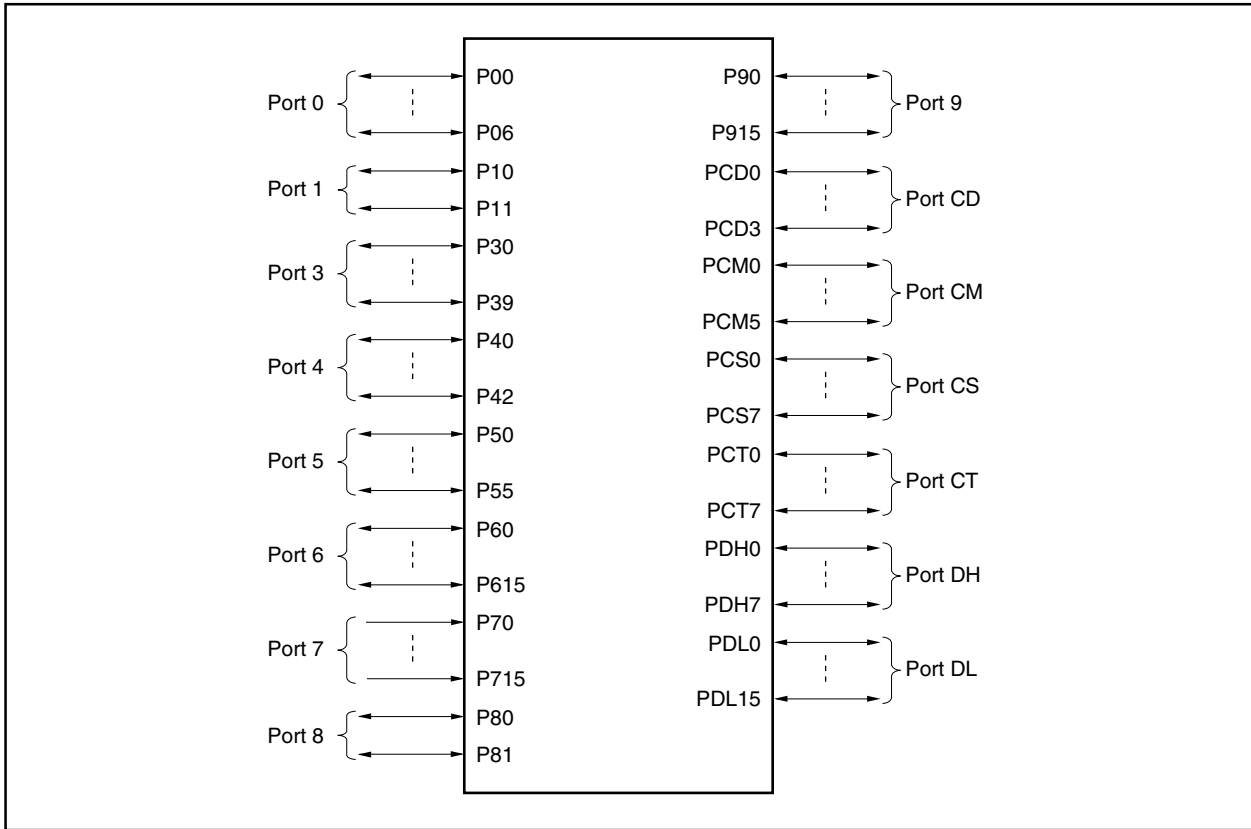 Port 0
P00
P06
Port 1
P10
P11
Port 3
P30
P39
Port 4
P40
P42
Port 5
P50
P55
Port 6
P60
P615
Port 7
P70
P715
Port 8
P80
P81
P90
P915
Port 9
PCD0
PCD3
Port CD
PCM0
PCM5
Port CM
PCS0
PCS7
Port CS
PCT0
PCT7
Port CT
PDH0
PDH7
Port DH
PDL0
PDL15
Port DL